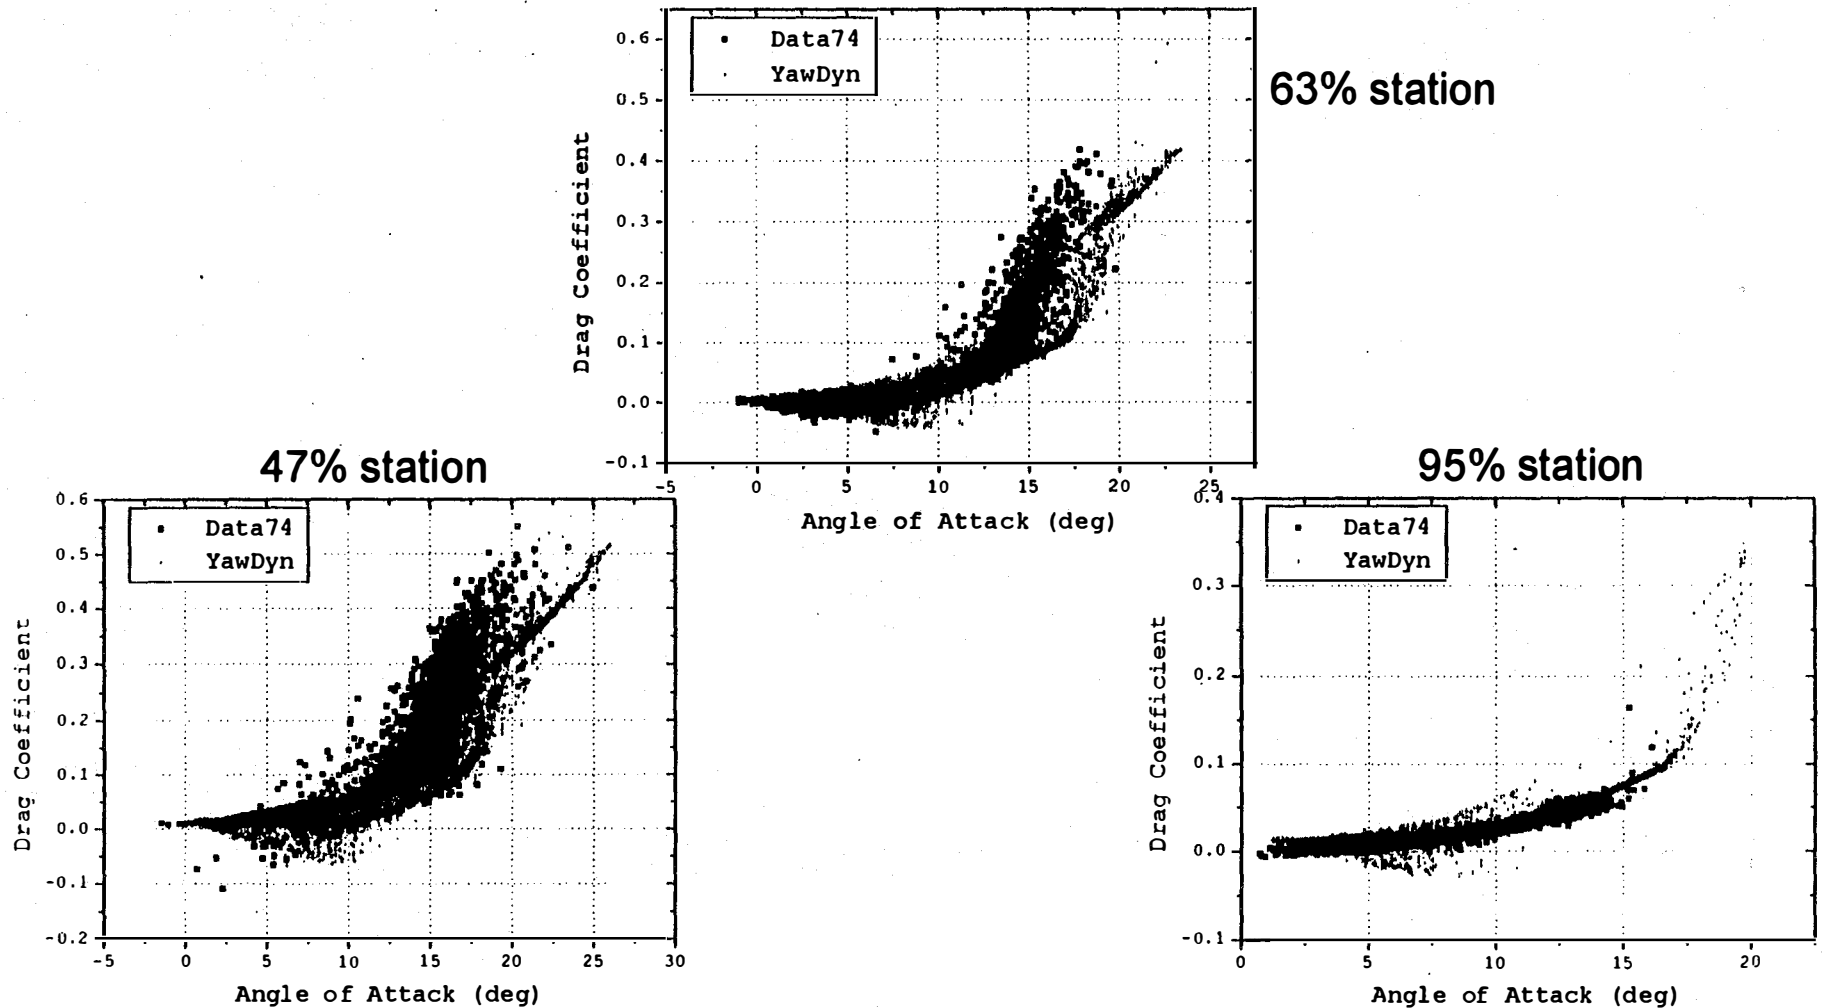 Data74
YawDyn
63% station
Drag Coefficient
0.6
0.5
0.4
0.3
0.2
0.1
0.0
-0.1
-5 0 5 10 15 20 25
Angle of Attack (deg)
47% station
Data74
YawDyn
Drag Coefficient
0.6
0.5
0.4
0.3
0.2
0.1
0.0
-0.1
-0.2
-5 0 5 10 15 20 25 30
Angle of Attack (deg)
95% station
Data74
YawDyn
Drag Coefficient
0.4
0.3
0.2
0.1
0.0
-0.1
0 5 10 15 20
Angle of Attack (deg)